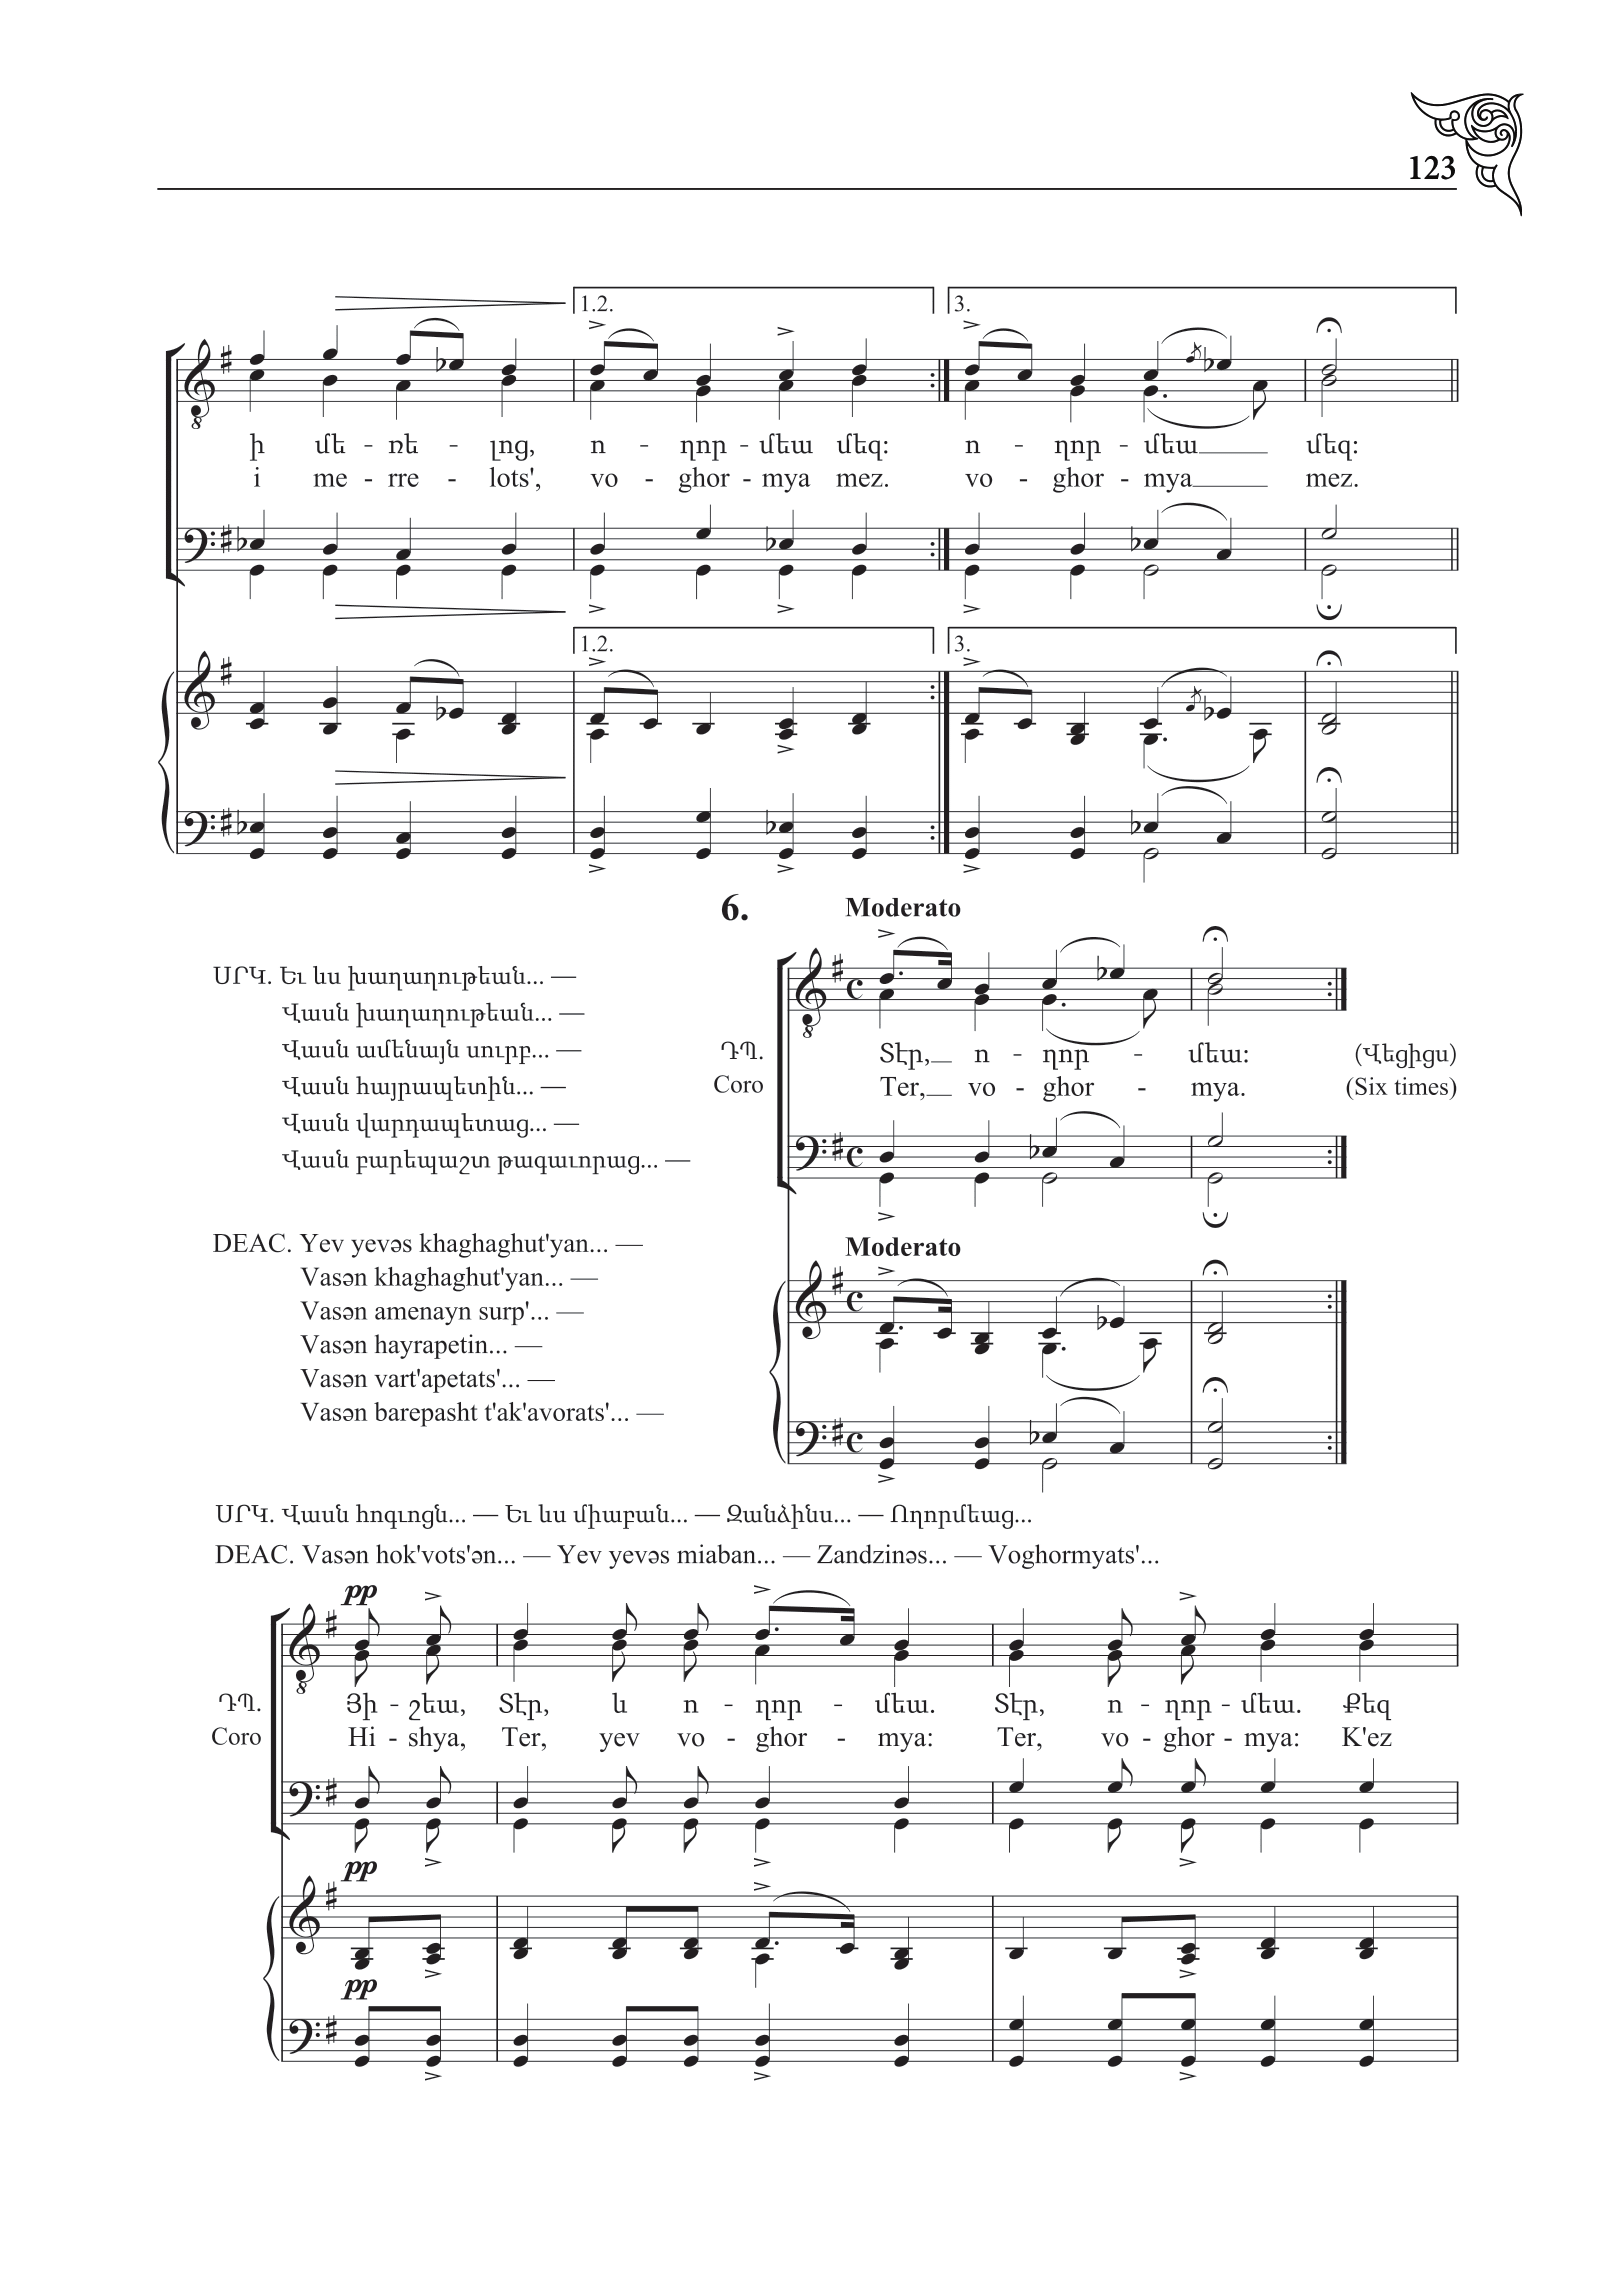 123
1.2. 3.
ի մե - ռե - լոց, ո - ղոր - մեա մեզ: ո - ղոր - մեա մեզ:
i me - rre - lots', vo - ghor - mya mez. vo - ghor - mya mez.
1.2. 3.
6. Moderato
ՍՐԿ. Եւ ևս խաղաղութեան... —
Վասն խաղաղութեան... —
Վասն ամենայն սուրբ... —
Վասն հայրապետին... —
Վասն վարդապետաց... —
Վասն բարեպաշտ թագաւորաց... —
ԴՊ. Տէր, ո - ղոր - մեա: (Վեցիցս)
Coro Ter, vo - ghor - mya. (Six times)
DEAC. Yev yevəs khaghaghut'yan... —
Vasən khaghaghut'yan... —
Vasən amenayn surp'... —
Vasən hayrapetin... —
Vasən vart'apetats'... —
Vasən barepasht t'ak'avorats'... —
Moderato
ՍՐԿ. Վասն հոգւոցն... — Եւ ևս միաբան... — Զանձինս... — Ողորմեաց...
DEAC. Vasən hok'vots'ən... — Yev yevəs miaban... — Zandzinəs... — Voghormyats'...
pp
ԴՊ. Յի - շեա, Տէր, և ո - ղոր - մեա. Տէր, ո - ղոր - մեա. Քեզ
Coro Hi - shya, Ter, yev vo - ghor - mya: Ter, vo - ghor - mya: K'ez
pp
pp